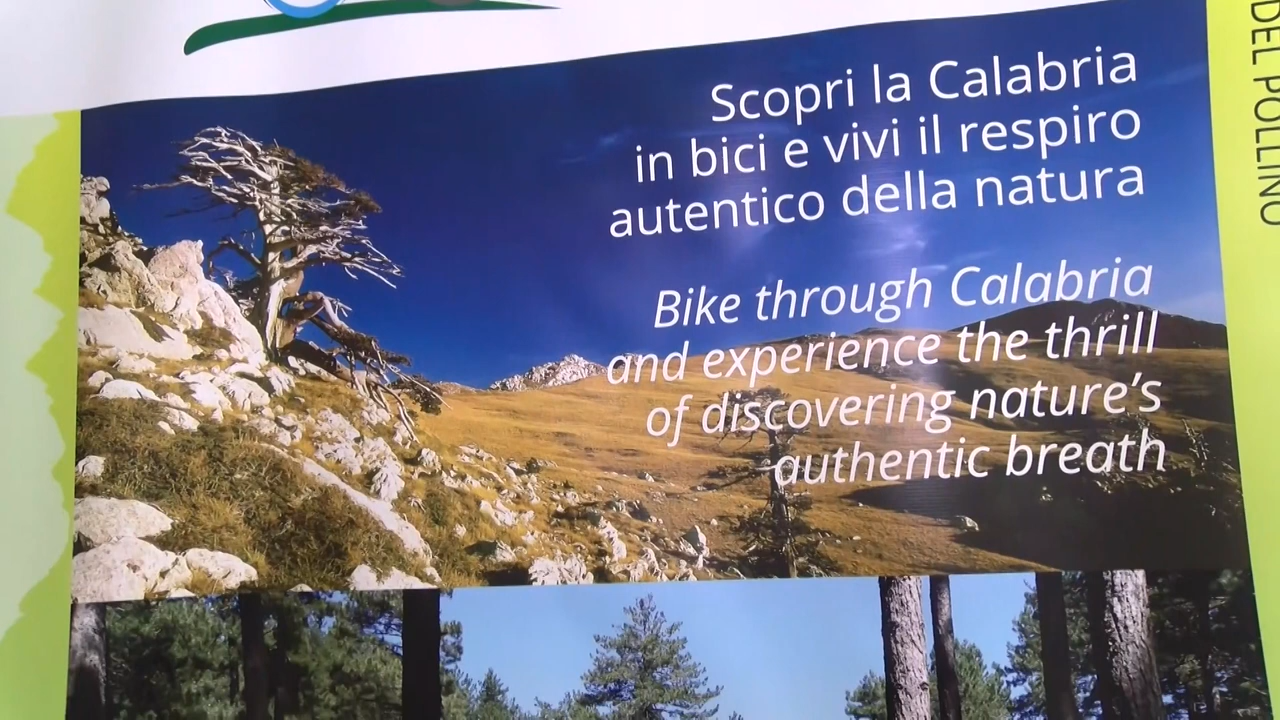 Scopri la Calabria
in bici e vivi il respiro
autentico della natura
Bike through Calabria
and experience the thrill
of discovering nature's
authentic breath
DEL POLLINO